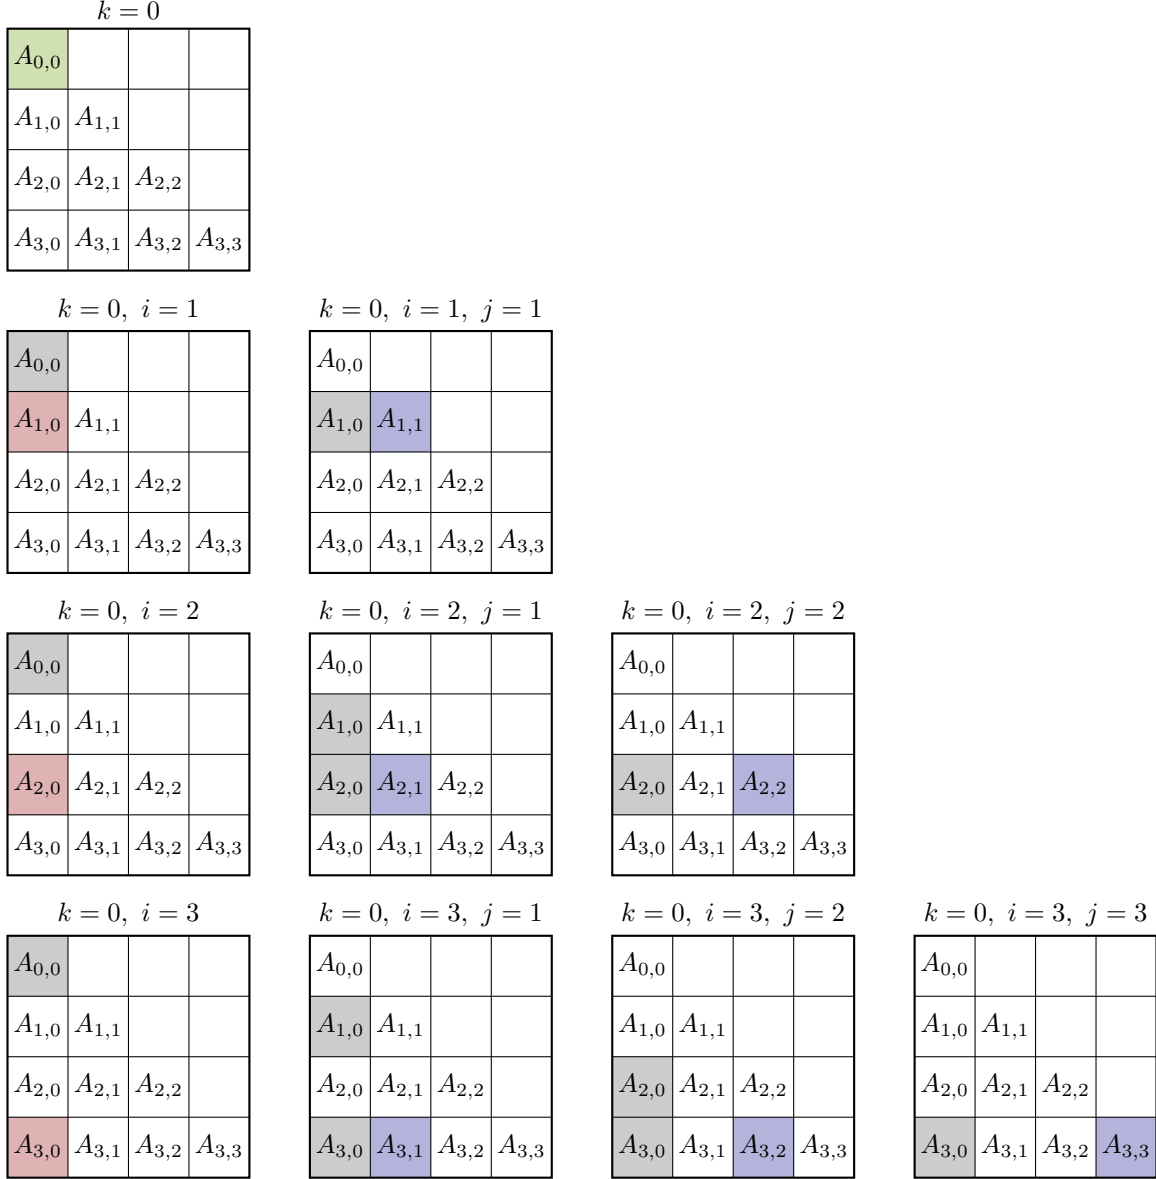 k = 0
A₀,₀
A₁,₀ A₁,₁
A₂,₀ A₂,₁ A₂,₂
A₃,₀ A₃,₁ A₃,₂ A₃,₃
k = 0, i = 1
A₀,₀
A₁,₀ A₁,₁
A₂,₀ A₂,₁ A₂,₂
A₃,₀ A₃,₁ A₃,₂ A₃,₃
k = 0, i = 1, j = 1
A₀,₀
A₁,₀ A₁,₁
A₂,₀ A₂,₁ A₂,₂
A₃,₀ A₃,₁ A₃,₂ A₃,₃
k = 0, i = 2
A₀,₀
A₁,₀ A₁,₁
A₂,₀ A₂,₁ A₂,₂
A₃,₀ A₃,₁ A₃,₂ A₃,₃
k = 0, i = 2, j = 1
A₀,₀
A₁,₀ A₁,₁
A₂,₀ A₂,₁ A₂,₂
A₃,₀ A₃,₁ A₃,₂ A₃,₃
k = 0, i = 2, j = 2
A₀,₀
A₁,₀ A₁,₁
A₂,₀ A₂,₁ A₂,₂
A₃,₀ A₃,₁ A₃,₂ A₃,₃
k = 0, i = 3
A₀,₀
A₁,₀ A₁,₁
A₂,₀ A₂,₁ A₂,₂
A₃,₀ A₃,₁ A₃,₂ A₃,₃
k = 0, i = 3, j = 1
A₀,₀
A₁,₀ A₁,₁
A₂,₀ A₂,₁ A₂,₂
A₃,₀ A₃,₁ A₃,₂ A₃,₃
k = 0, i = 3, j = 2
A₀,₀
A₁,₀ A₁,₁
A₂,₀ A₂,₁ A₂,₂
A₃,₀ A₃,₁ A₃,₂ A₃,₃
k = 0, i = 3, j = 3
A₀,₀
A₁,₀ A₁,₁
A₂,₀ A₂,₁ A₂,₂
A₃,₀ A₃,₁ A₃,₂ A₃,₃